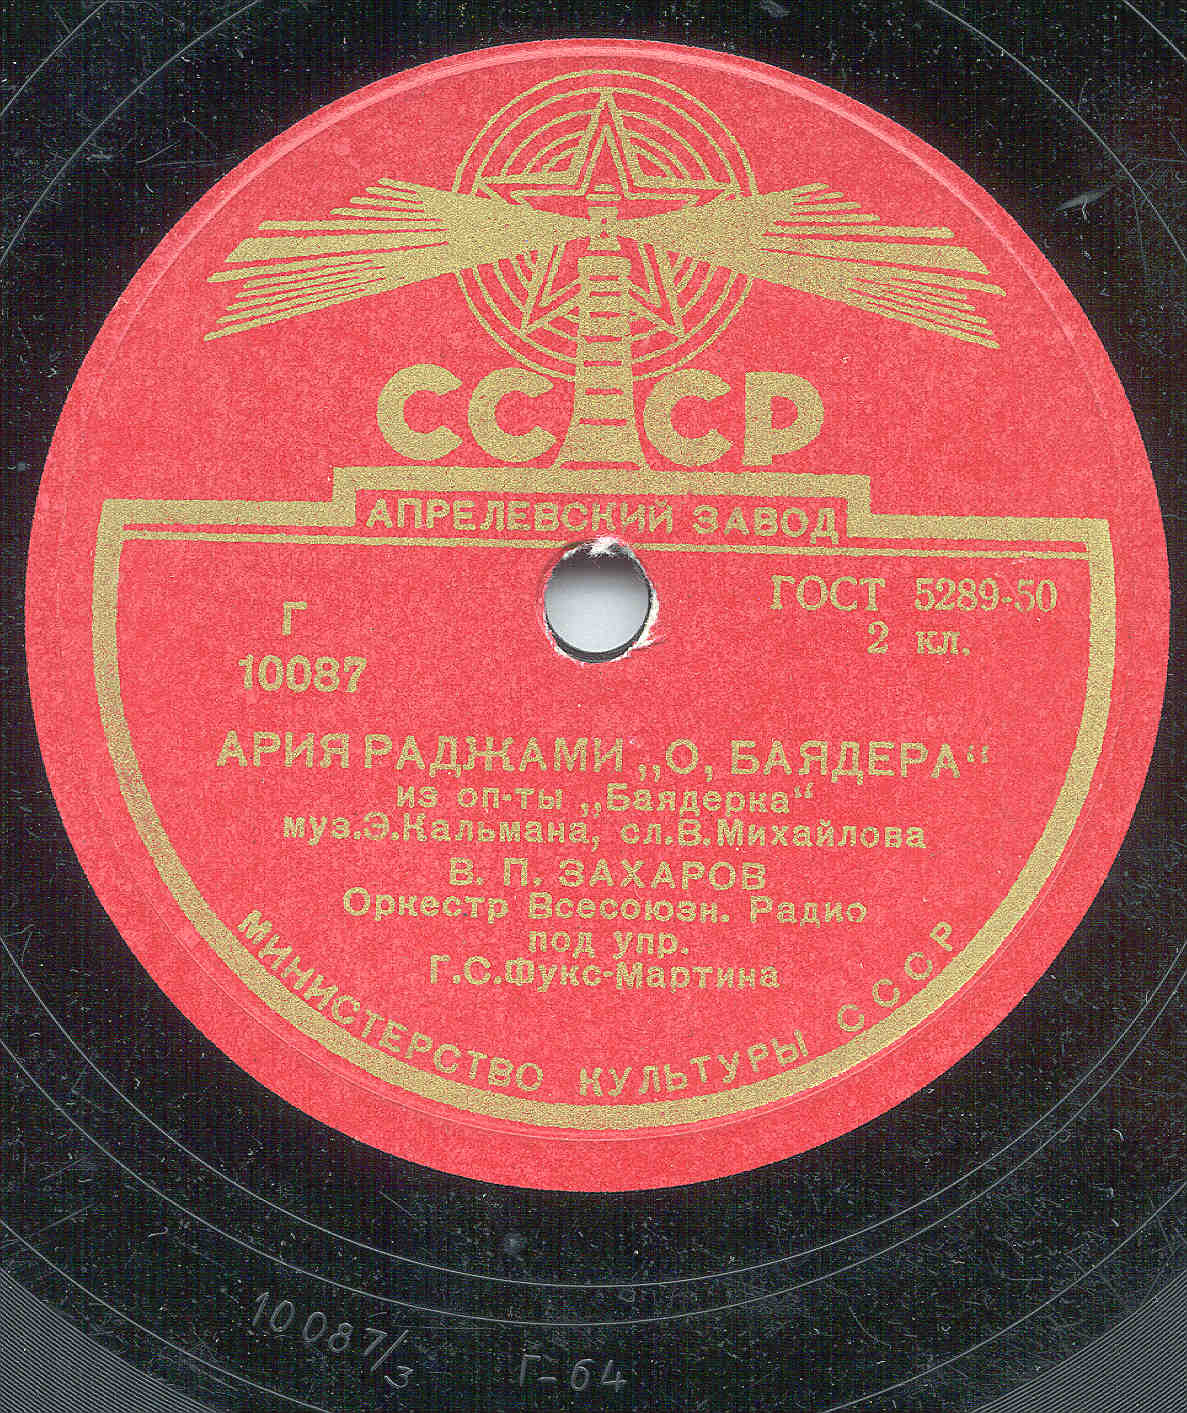 СССР
АПРЕЛЕВСКИЙ ЗАВОД
ГОСТ 5289-50
2 кл.
Г
10087
АРИЯ РАДЖАМИ „О, БАЯДЕРА“
из оп-ты „Баядерка“
муз.Э.Кальмана, сл.В.Михайлова
В. П. ЗАХАРОВ
Оркестр Всесоюзн. Радио
под упр.
Г.С.Фукс-Мартина
МИНИСТЕРСТВО КУЛЬТУРЫ СССР
10087/3
Г-64